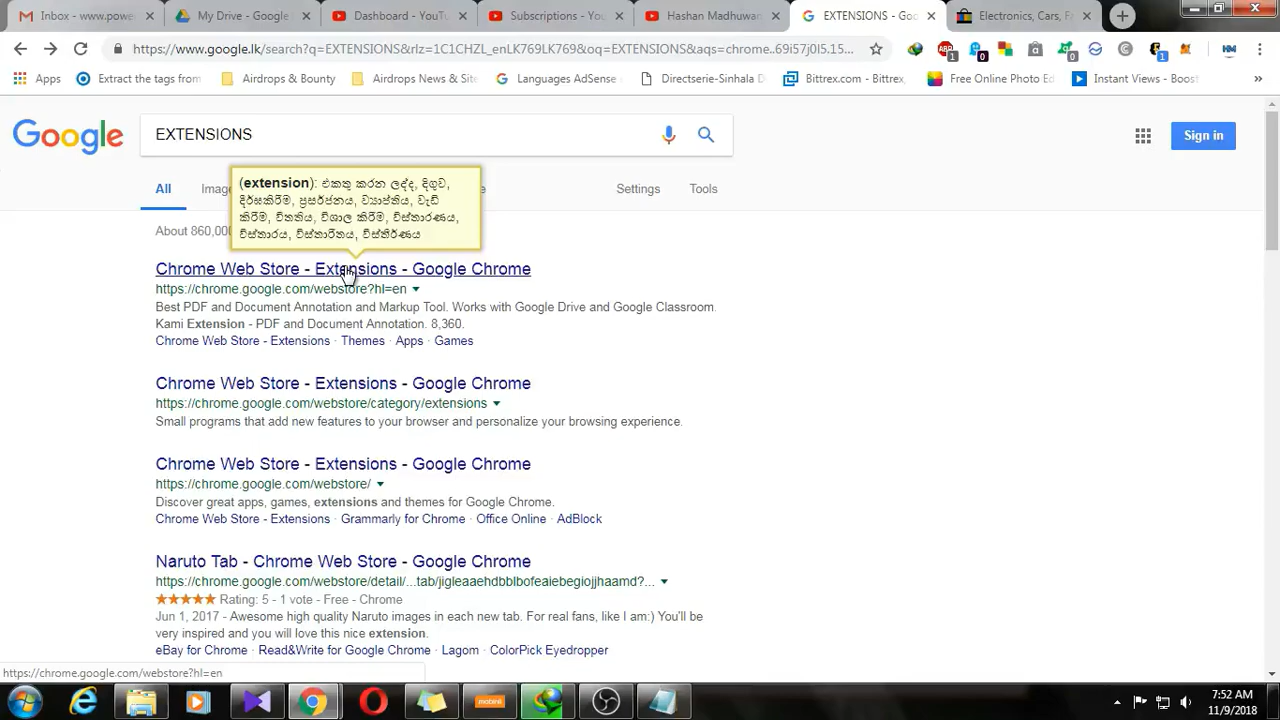 Inbox - www.powe
My Drive - Google
Dashboard - YouTu
Subscriptions - You
Hashan Madhuwan
EXTENSIONS - Goo
Electronics, Cars, Fa
https://www.google.lk/search?q=EXTENSIONS&rlz=1C1CHZL_enLK769LK769&oq=EXTENSIONS&aqs=chrome..69i57j0l5.15...
Apps
Extract the tags from
Airdrops & Bounty
Airdrops News & Site
Languages AdSense
Directserie-Sinhala D
Bittrex.com - Bittrex,
Free Online Photo Ed
Instant Views - Boost
Google
EXTENSIONS
Sign in
All
Imag
e
Settings
Tools
(extension): එකතු කරන ලද්ද, දිගුව,
දීර්ඝකිරීම, ප්‍රසර්ජනය, ව්‍යාප්තිය, වැඩි
කිරීම, විතතිය, විශාල කිරීම, විස්තාරණය,
විස්තාරය, විස්තාරිතය, විස්තීර්ණය
About 860,000
Chrome Web Store - Extensions - Google Chrome
https://chrome.google.com/webstore?hl=en
Best PDF and Document Annotation and Markup Tool. Works with Google Drive and Google Classroom.
Kami Extension - PDF and Document Annotation. 8,360.
Chrome Web Store - Extensions · Themes · Apps · Games
Chrome Web Store - Extensions - Google Chrome
https://chrome.google.com/webstore/category/extensions
Small programs that add new features to your browser and personalize your browsing experience.
Chrome Web Store - Extensions - Google Chrome
https://chrome.google.com/webstore/
Discover great apps, games, extensions and themes for Google Chrome.
Chrome Web Store - Extensions · Grammarly for Chrome · Office Online · AdBlock
Naruto Tab - Chrome Web Store - Google Chrome
https://chrome.google.com/webstore/detail/...tab/jigleaaehdbblbofeaiebegiojjhaamd?...
Rating: 5 - 1 vote - Free - Chrome
Jun 1, 2017 - Awesome high quality Naruto images in each new tab. For real fans, like I am:) You'll be
very inspired and you will love this nice extension.
eBay for Chrome · Read&Write for Google Chrome · Lagom · ColorPick Eyedropper
https://chrome.google.com/webstore?hl=en
7:52 AM
11/9/2018